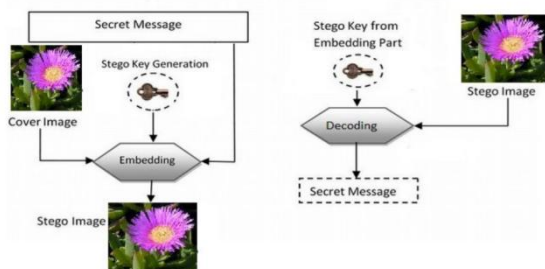 Secret Message
Stego Key Generation
Cover Image
Embedding
Stego Image
Stego Key from
Embedding Part
Stego Image
Decoding
Secret Message